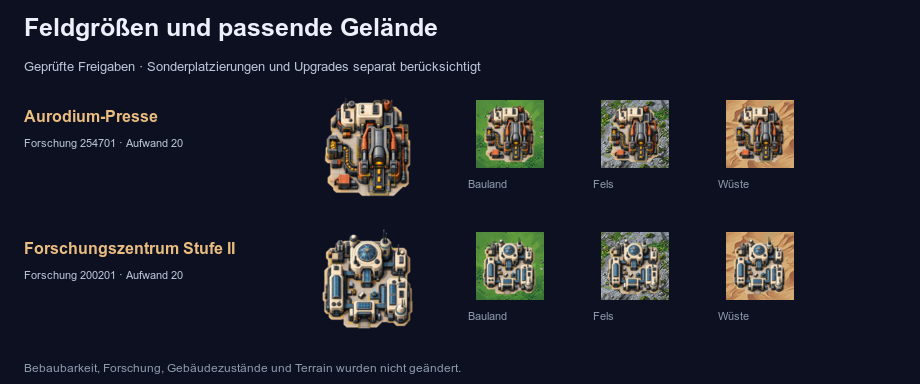 Feldgrößen und passende Gelände
Geprüfte Freigaben · Sonderplatzierungen und Upgrades separat berücksichtigt
Aurodium-Presse
Forschung 254701 · Aufwand 20
Bauland
Fels
Wüste
Forschungszentrum Stufe II
Forschung 200201 · Aufwand 20
Bauland
Fels
Wüste
Bebaubarkeit, Forschung, Gebäudezustände und Terrain wurden nicht geändert.